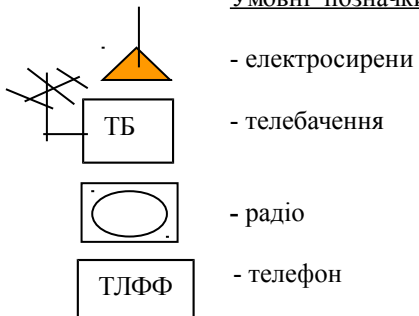 Умовні позначки
- електросирени
ТБ - телебачення
- радіо
ТЛФФ - телефон